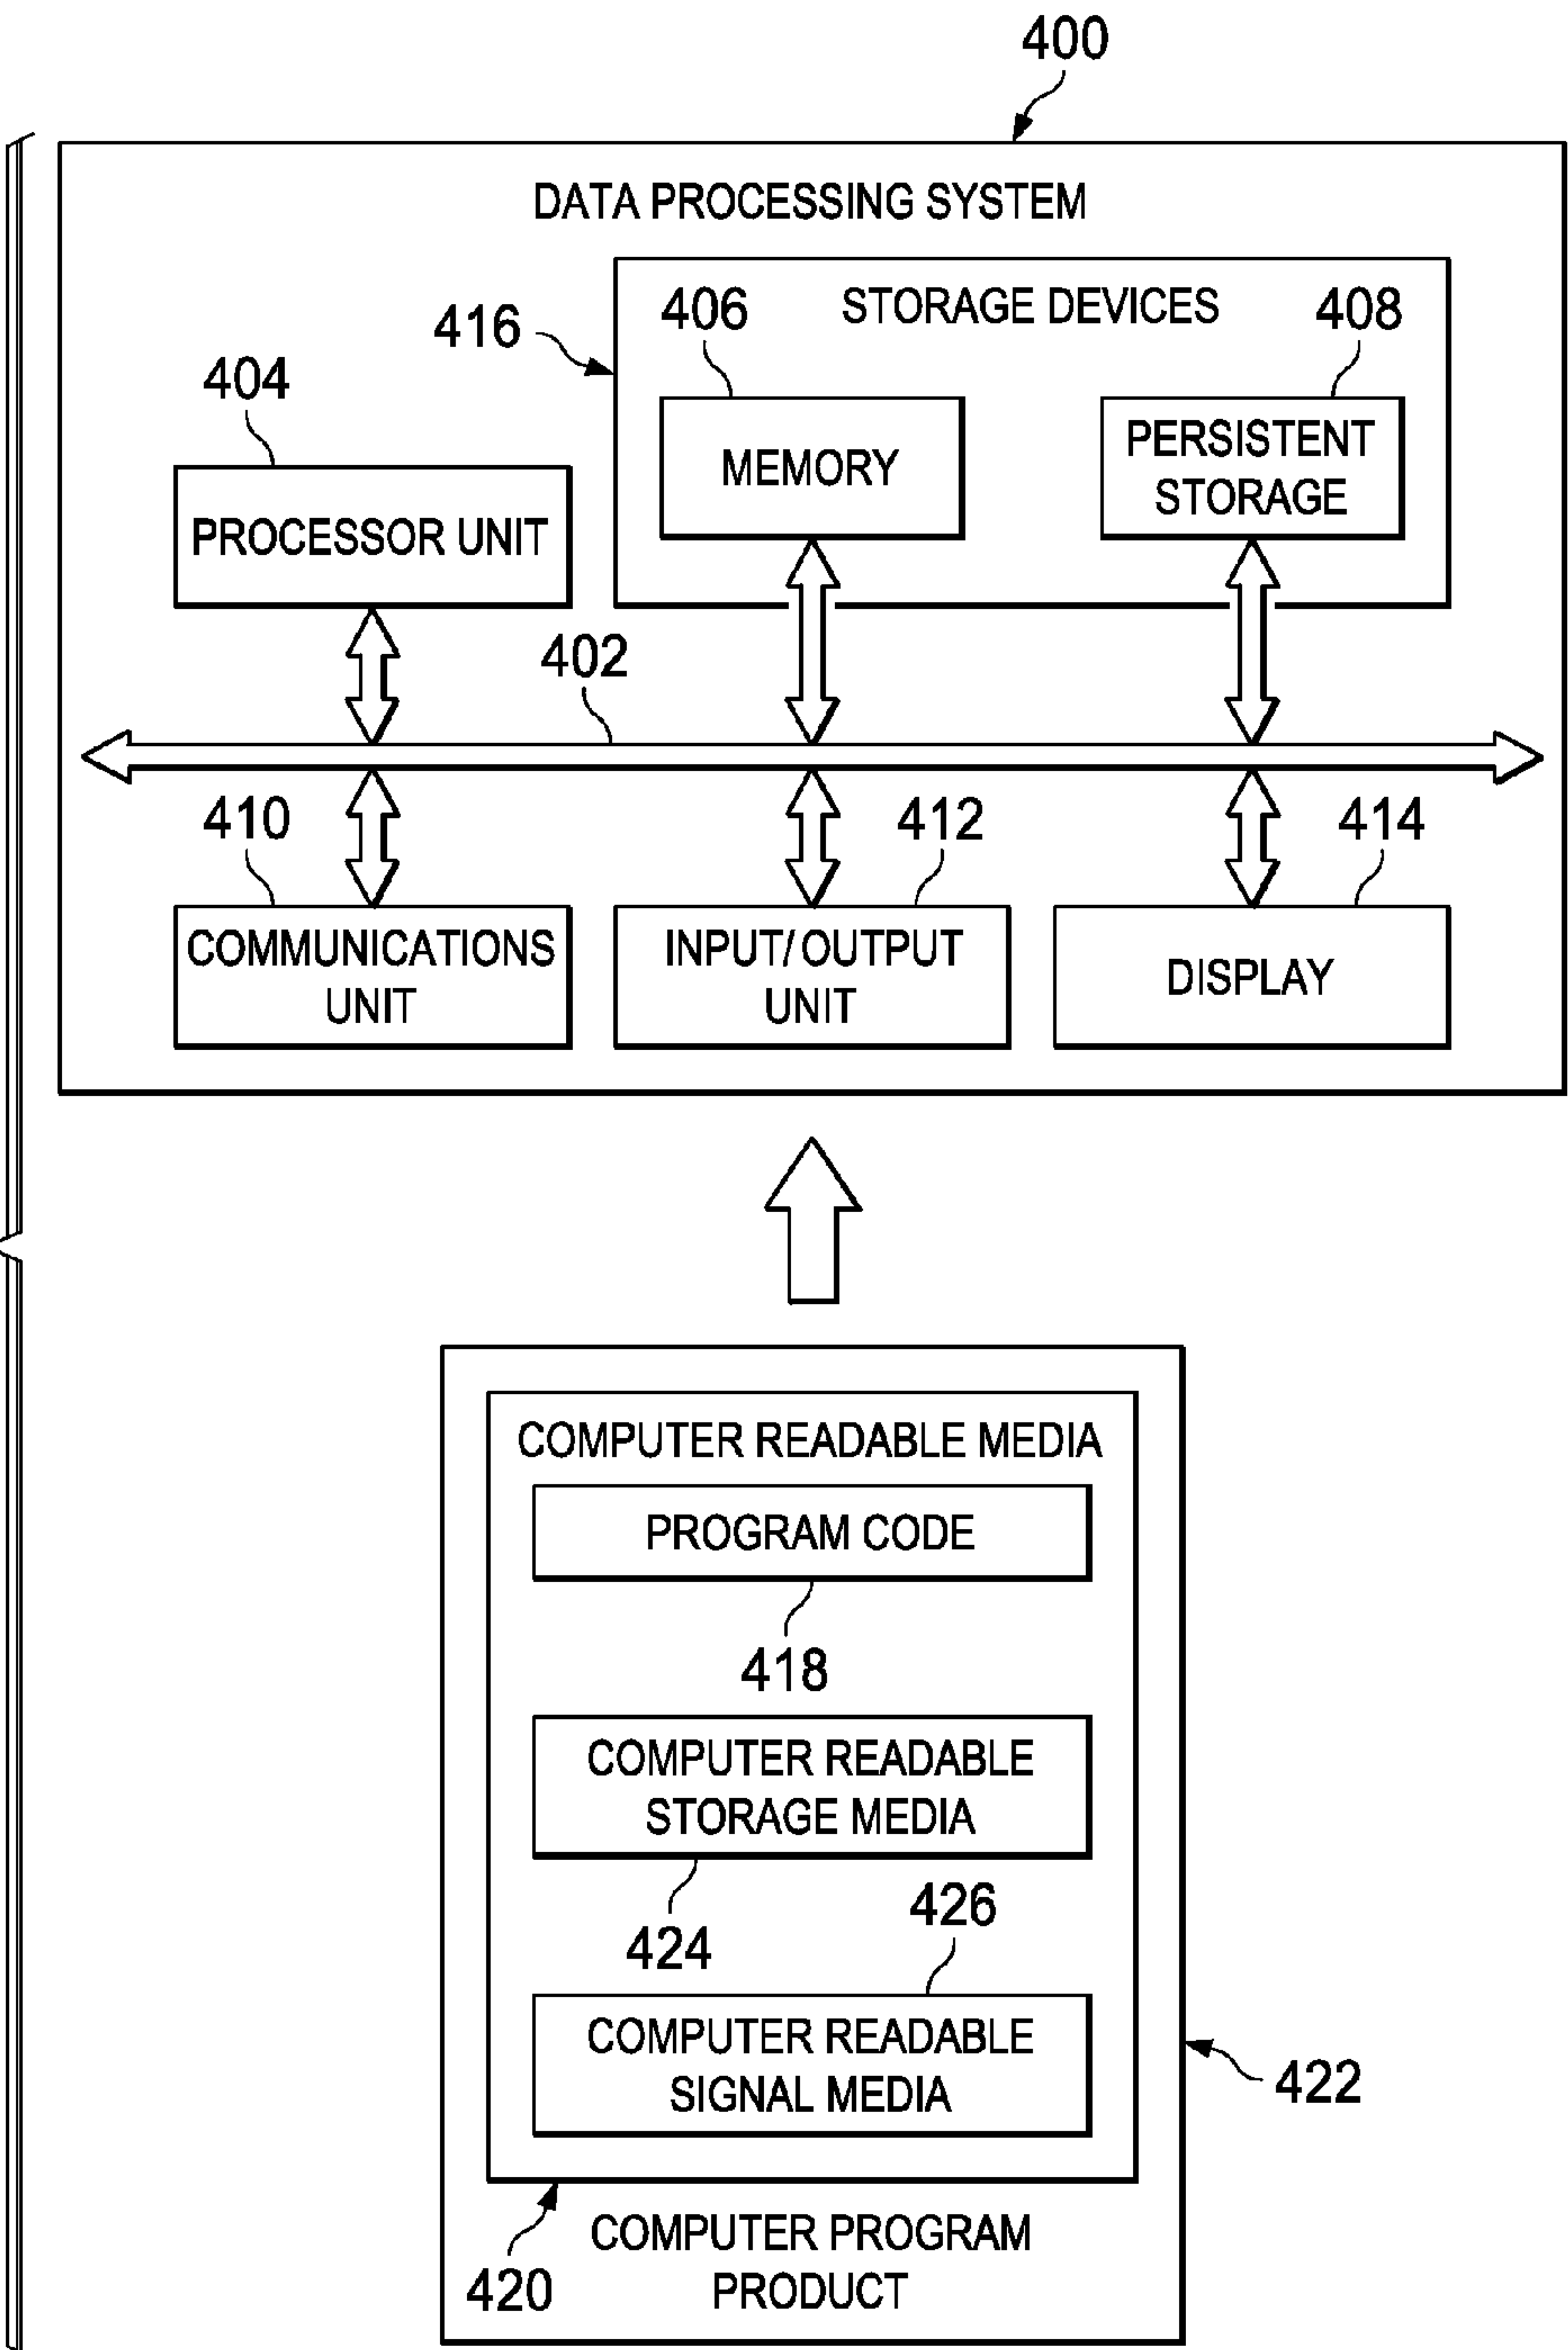 400
DATA PROCESSING SYSTEM
STORAGE DEVICES
416
406
408
404
MEMORY
PERSISTENT
STORAGE
PROCESSOR UNIT
402
410
412
414
COMMUNICATIONS
UNIT
INPUT/OUTPUT
UNIT
DISPLAY
COMPUTER READABLE MEDIA
PROGRAM CODE
418
COMPUTER READABLE
STORAGE MEDIA
424
426
COMPUTER READABLE
SIGNAL MEDIA
422
420
COMPUTER PROGRAM
PRODUCT